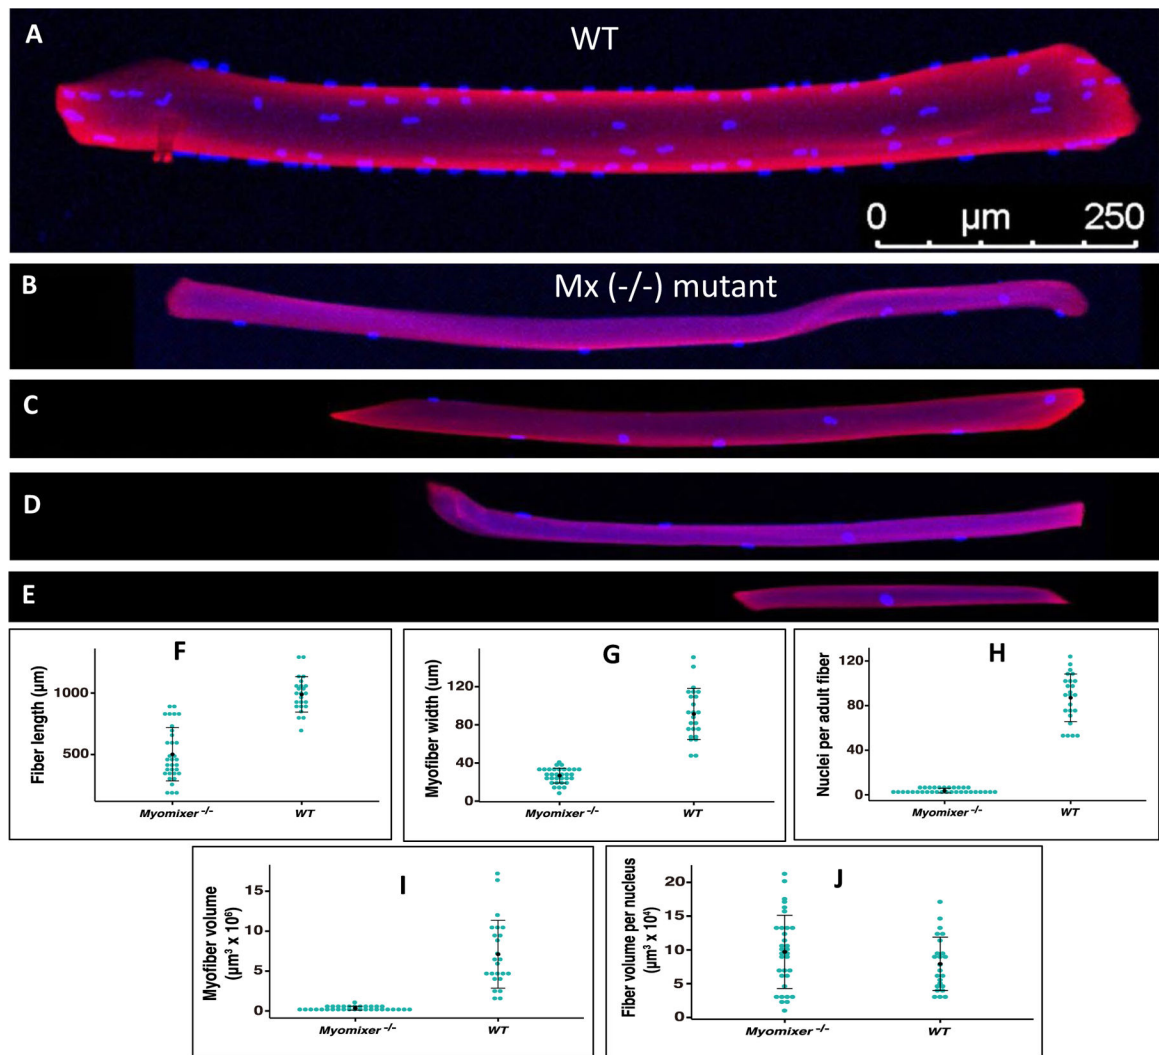 A
WT
0 µm 250
B
Mx (-/-) mutant
C
D
E
F
Fiber length (µm)
1000
500
Myomixer -/-
WT
G
Myofiber width (um)
120
80
40
0
Myomixer -/-
WT
H
Nuclei per adult fiber
120
80
40
0
Myomixer -/-
WT
I
Myofiber volume
(µm³ x 10⁶)
15
10
5
0
Myomixer -/-
WT
J
Fiber volume per nucleus
(µm³ x 10⁴)
20
15
10
5
0
Myomixer -/-
WT